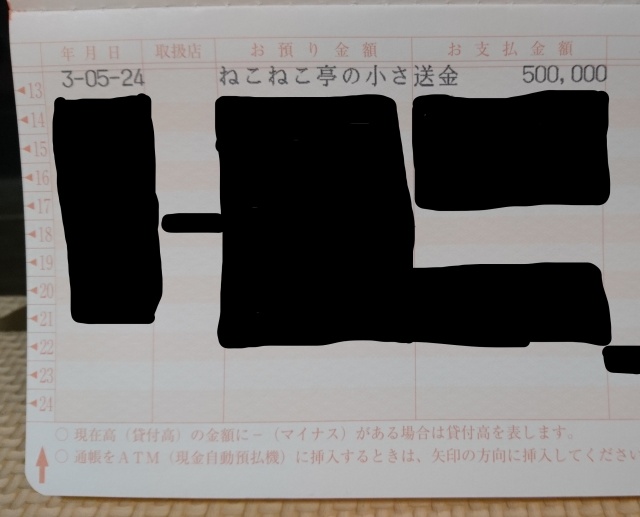 年月日 取扱店 お預り金額 お支払金額
◀13 3-05-24 ねこねこ亭の小さ送金 500,000
◀14
◀15
◀16
◀17
◀18
◀19
◀20
◀21
◀22
◀23
◀24
○現在高（貸付高）の金額に－（マイナス）がある場合は貸付高を表します。
○通帳をATM（現金自動預払機）に挿入するときは、矢印の方向に挿入してください